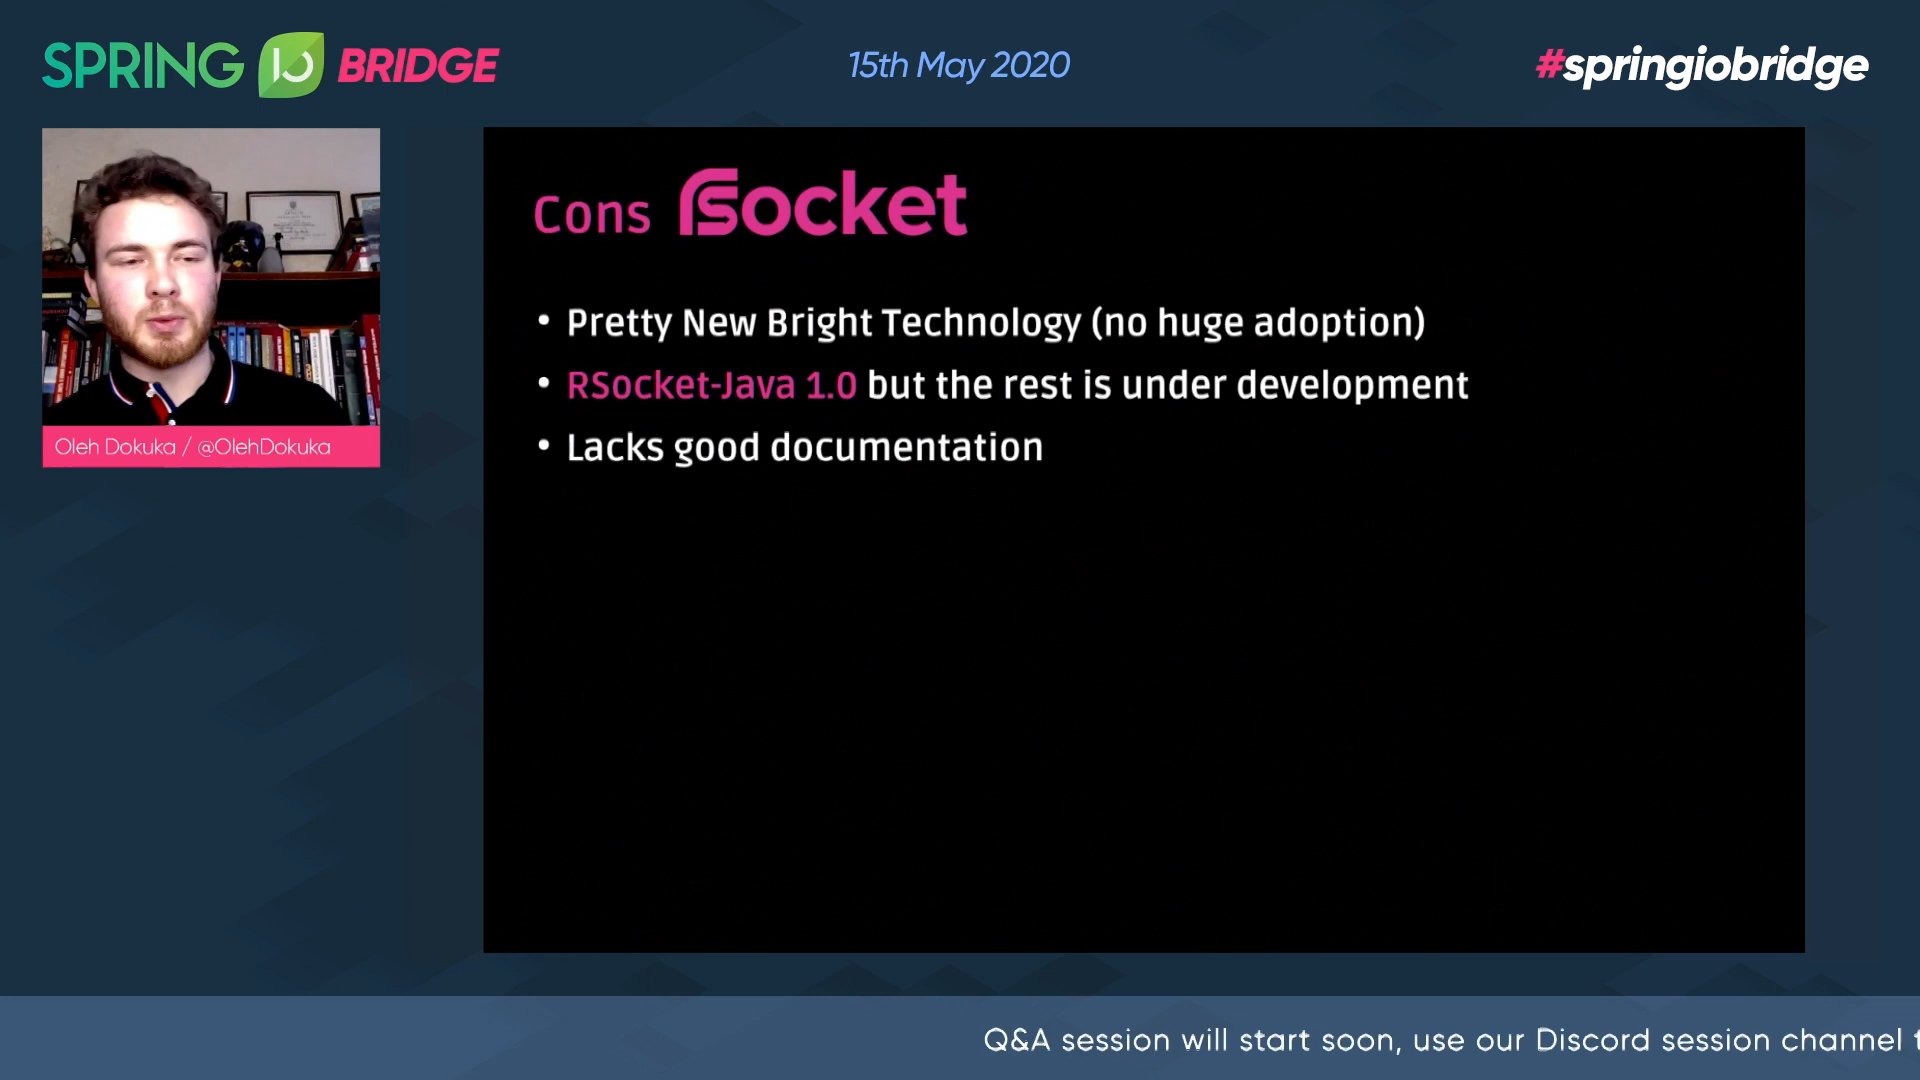 SPRING IO BRIDGE
15th May 2020
#springiobridge
Oleh Dokuka / @OlehDokuka
Cons RSocket
• Pretty New Bright Technology (no huge adoption)
• RSocket-Java 1.0 but the rest is under development
• Lacks good documentation
Q&A session will start soon, use our Discord session channel